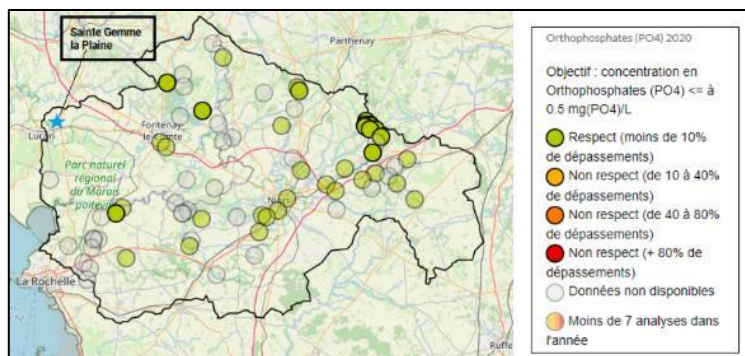 Sainte Gemme
la Plaine
Parthenay
Fontenay-
le-Comte
Luçon
Parc naturel
régional
du Marais
poitevin
Niort
La Rochelle
Ruffe
Orthophosphates (PO4) 2020
Objectif : concentration en
Orthophosphates (PO4) <= à
0.5 mg(PO4)/L
Respect (moins de 10%
de dépassements)
Non respect (de 10 à 40%
de dépassements)
Non respect (de 40 à 80%
de dépassements)
Non respect (+ 80% de
dépassements)
Données non disponibles
Moins de 7 analyses dans
l'année